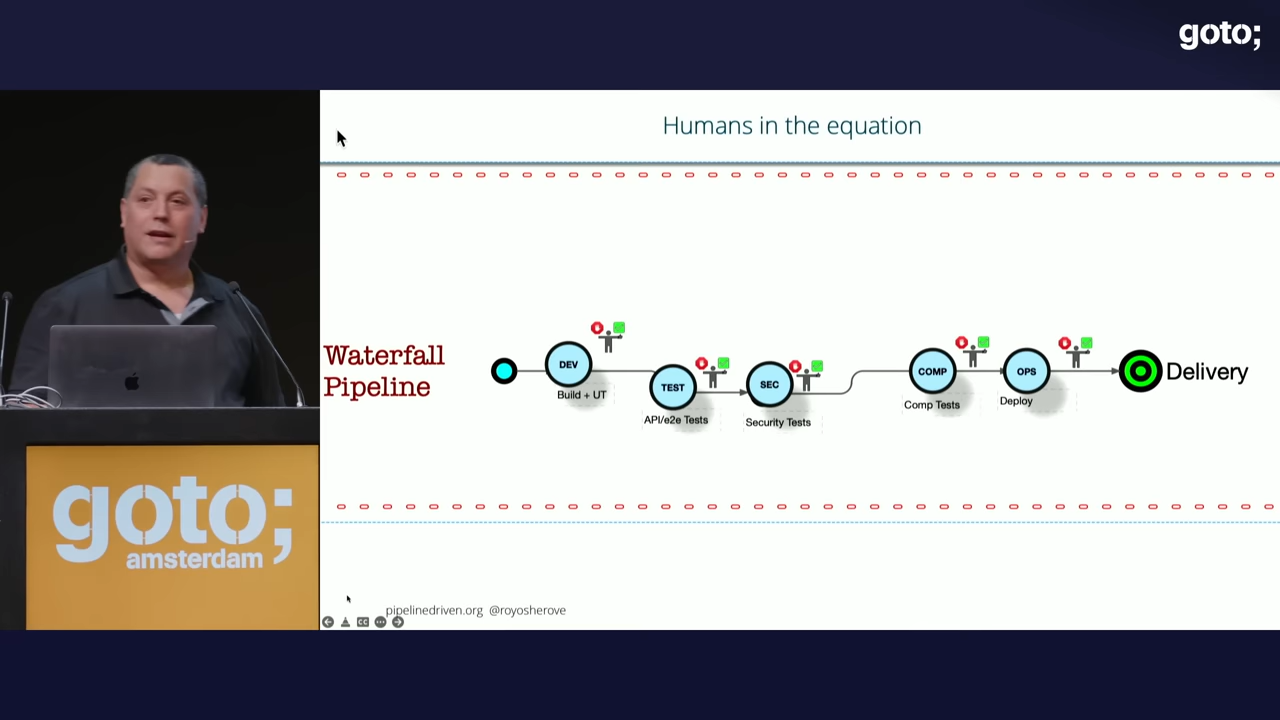 goto;
Humans in the equation
Waterfall
Pipeline
DEV
Build + UT
TEST
API/e2e Tests
SEC
Security Tests
COMP
Comp Tests
OPS
Deploy
Delivery
goto;
amsterdam
pipelinedriven.org @royosherove
CC